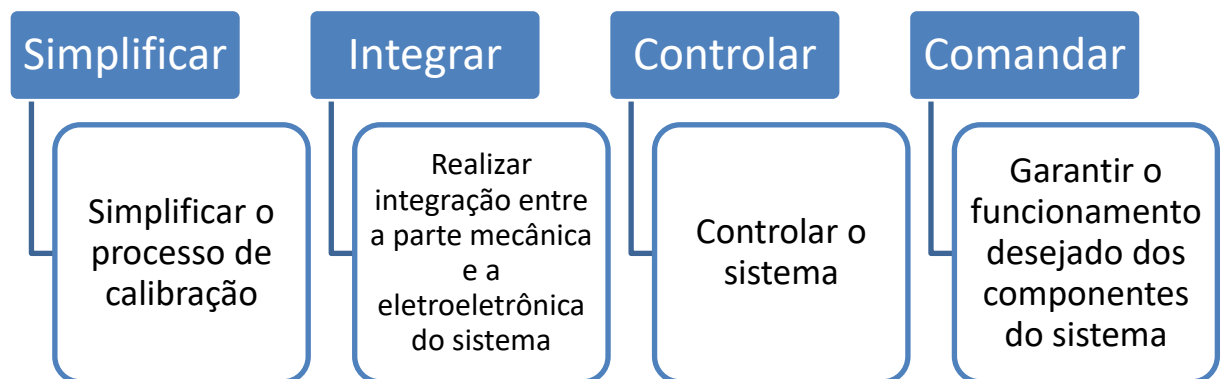 Simplificar
Simplificar o
processo de
calibração
Integrar
Realizar
integração entre
a parte mecânica
e a
eletroeletrônica
do sistema
Controlar
Controlar o
sistema
Comandar
Garantir o
funcionamento
desejado dos
componentes
do sistema